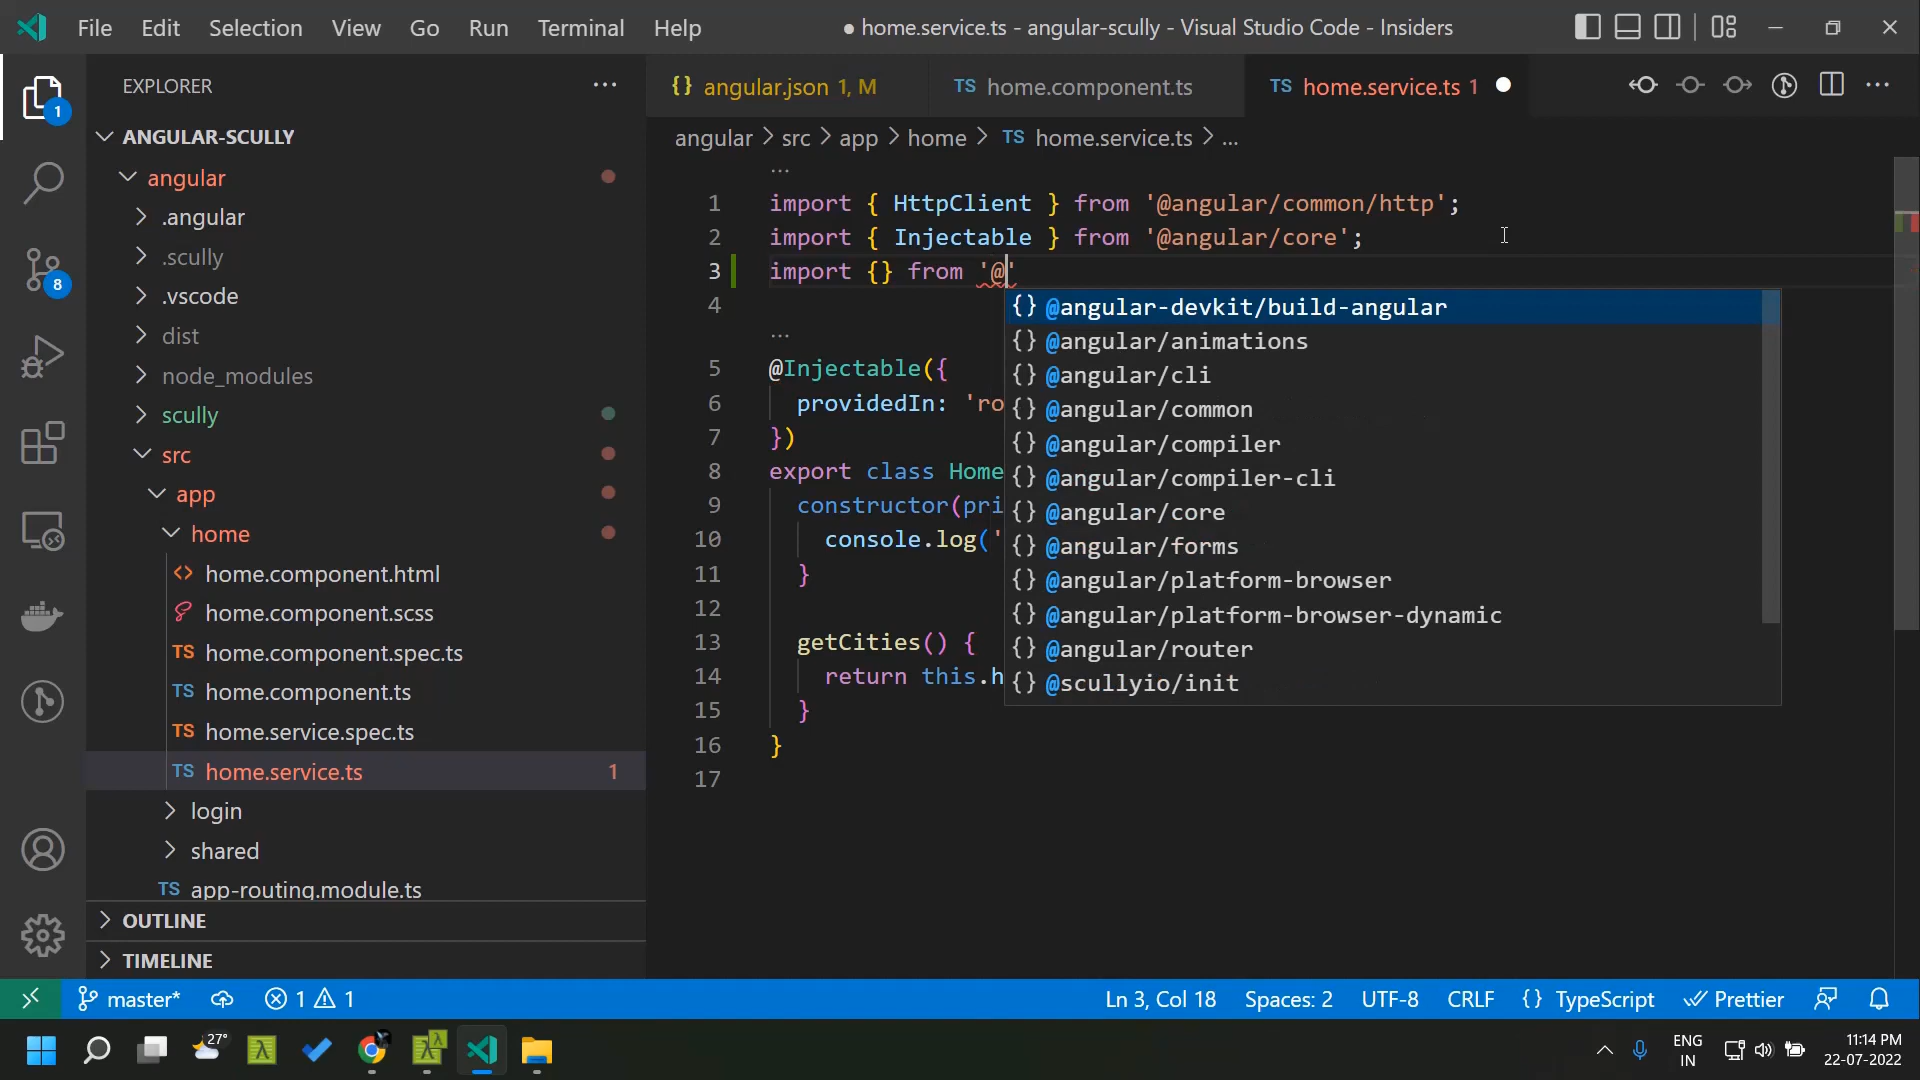 File Edit Selection View Go Run Terminal Help
● home.service.ts - angular-scully - Visual Studio Code - Insiders
EXPLORER
...
1
ANGULAR-SCULLY
angular
.angular
.scully
.vscode
dist
node_modules
scully
src
app
home
home.component.html
home.component.scss
TS home.component.spec.ts
TS home.component.ts
TS home.service.spec.ts
TS home.service.ts 1
login
shared
TS app-routing.module.ts
OUTLINE
TIMELINE
8
{} angular.json 1, M
TS home.component.ts
TS home.service.ts 1 ●
...
angular > src > app > home > TS home.service.ts > ...
...
1 import { HttpClient } from '@angular/common/http';
2 import { Injectable } from '@angular/core';
3 import {} from '@'
4
...
5 @Injectable({
6 providedIn: 'ro
7 })
8 export class Home
9 constructor(pri
10 console.log('
11 }
12
13 getCities() {
14 return this.h
15 }
16 }
17
{} @angular-devkit/build-angular
{} @angular/animations
{} @angular/cli
{} @angular/common
{} @angular/compiler
{} @angular/compiler-cli
{} @angular/core
{} @angular/forms
{} @angular/platform-browser
{} @angular/platform-browser-dynamic
{} @angular/router
{} @scullyio/init
master* 1 1 Ln 3, Col 18 Spaces: 2 UTF-8 CRLF {} TypeScript Prettier
27°
ENG
IN
11:14 PM
22-07-2022